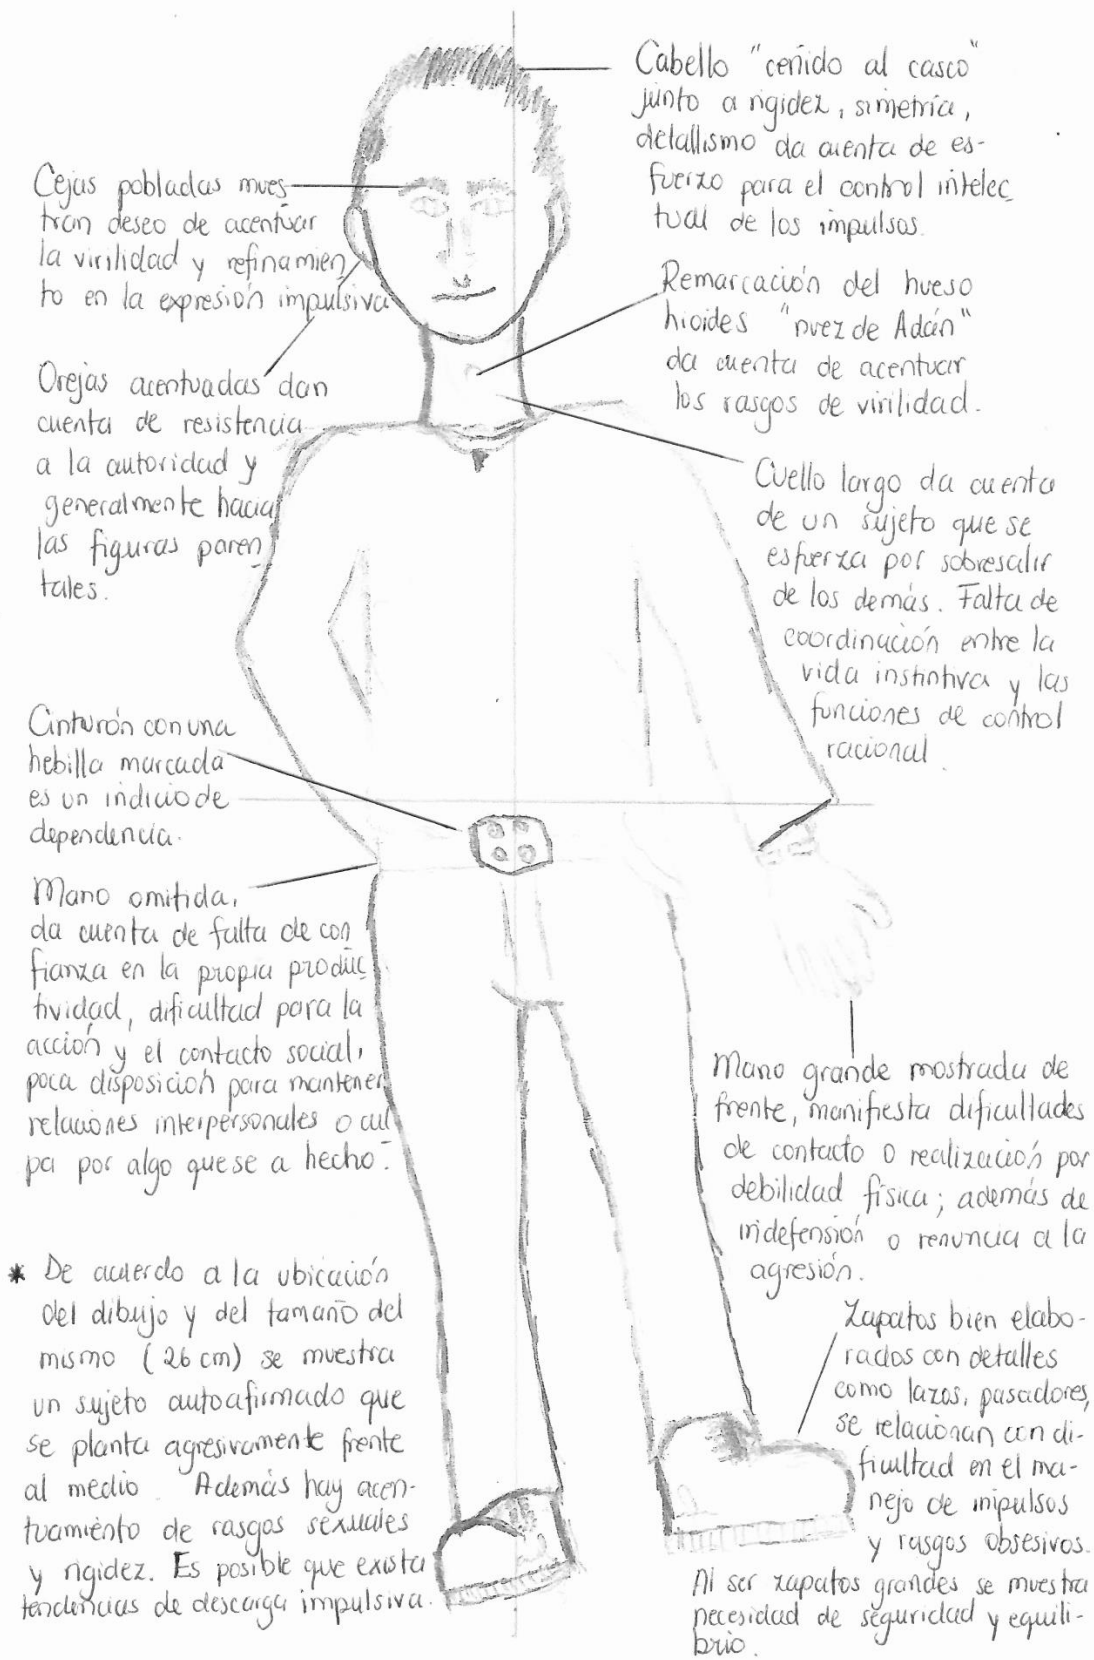 Cabello "ceñido al casco"
junto a rigidez, simetría,
detallismo da cuenta de es-
fuerzo para el control intelec
tual de los impulsos.
Cejas pobladas mues
tran deseo de acentuar
la virilidad y refinamien
to en la expresión impulsiva
Remarcación del hueso
hioides "nuez de Adán"
da cuenta de acentuar
los rasgos de virilidad.
Orejas acentuadas dan
cuenta de resistencia
a la autoridad y
generalmente hacia
las figuras paren
tales.
Cuello largo da cuenta
de un sujeto que se
esfuerza por sobresalir
de los demás. Falta de
coordinación entre la
vida instintiva y las
funciones de control
racional.
Cinturón con una
hebilla marcada
es un indicio de
dependencia.
Mano omitida,
da cuenta de falta de con
fianza en la propia produc
tividad, dificultad para la
acción y el contacto social,
poca disposición para mantener
relaciones interpersonales o cul
pa por algo que se a hecho.
Mano grande mostrada de
frente, manifiesta dificultades
de contacto o realización por
debilidad física; además de
indefensión o renuncia a la
agresión.
* De acuerdo a la ubicación
del dibujo y del tamaño del
mismo (26 cm) se muestra
un sujeto autoafirmado que
se planta agresivamente frente
al medio. Además hay acen-
tuamiento de rasgos sexuales
y rigidez. Es posible que exista
tendencias de descarga impulsiva.
Zapatos bien elabo-
rados con detalles
como lazos, pasadores,
se relacionan con di-
ficultad en el ma-
nejo de impulsos
y rasgos obsesivos.
Al ser zapatos grandes se muestra
necesidad de seguridad y equili-
brio.